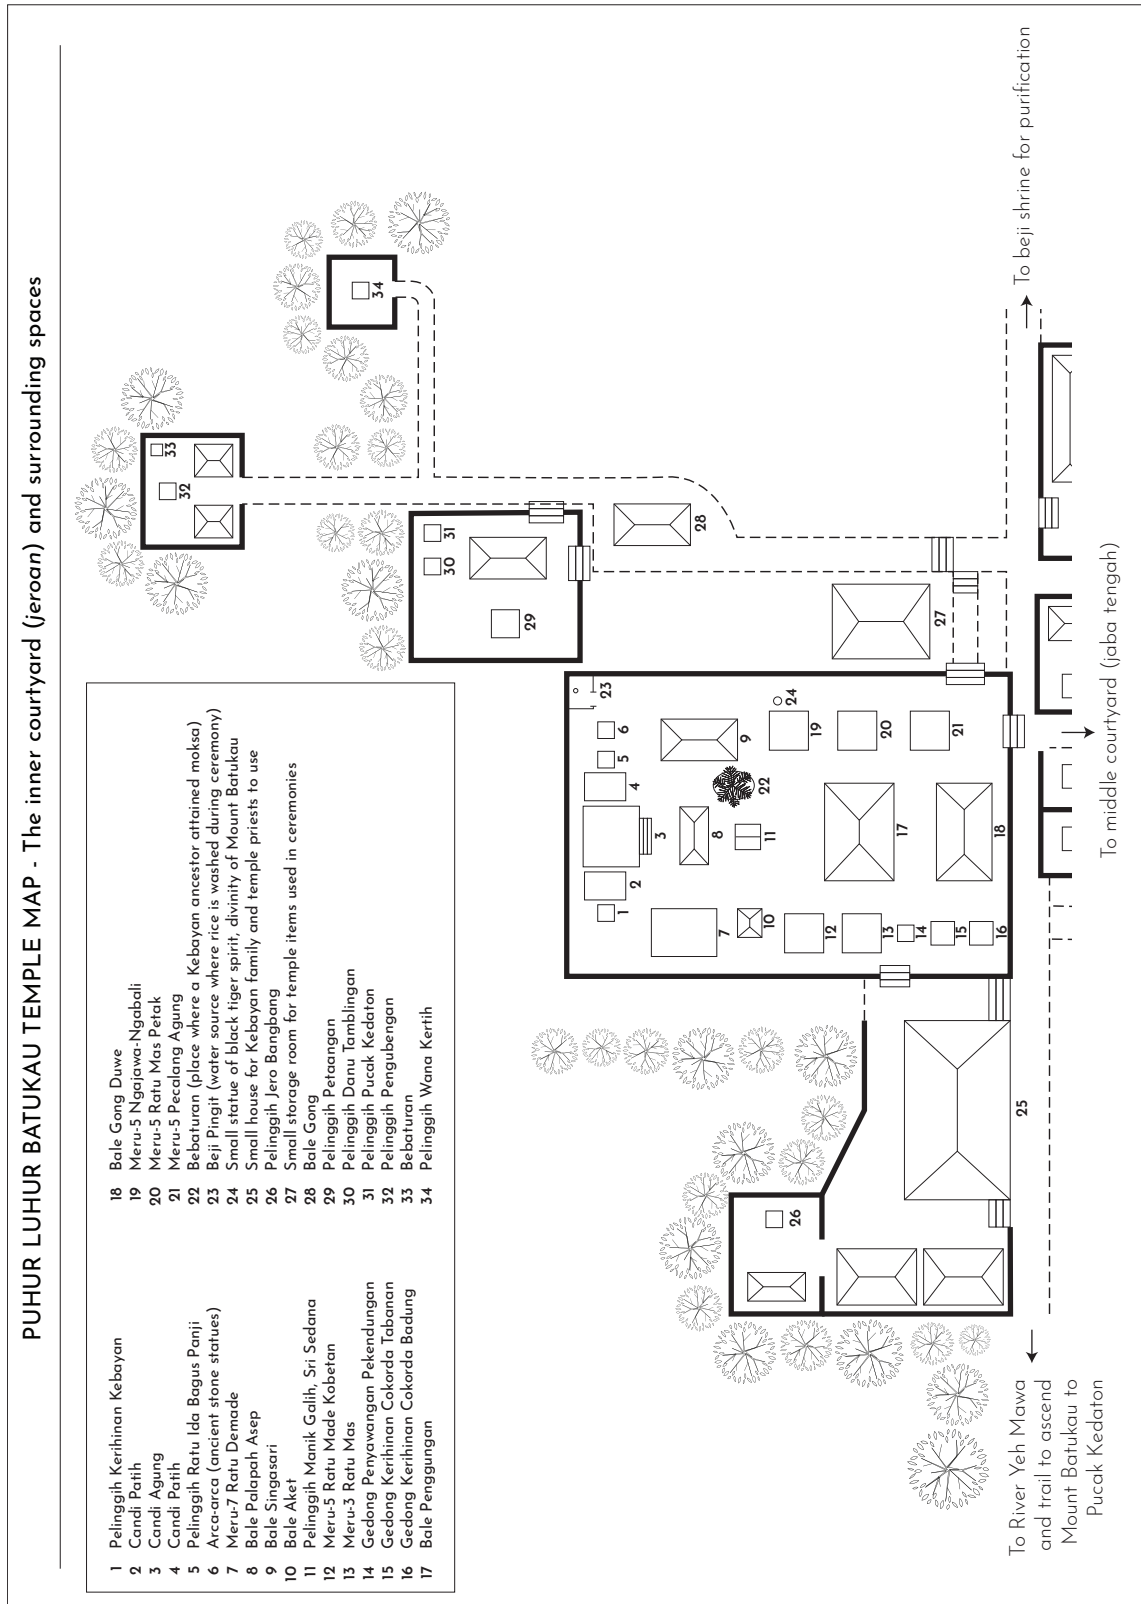 PUHUR LUHUR BATUKAU TEMPLE MAP - The inner courtyard (jeroan) and surrounding spaces
1 Pelinggih Kerihinan Kebayan
2 Candi Patih
3 Candi Agung
4 Candi Patih
5 Pelinggih Ratu Ida Bagus Panji
6 Arca-arca (ancient stone statues)
7 Meru-7 Ratu Demade
8 Bale Palapah Asep
9 Bale Singasari
10 Bale Aket
11 Pelinggih Manik Galih, Sri Sedana
12 Meru-5 Ratu Made Kobetan
13 Meru-3 Ratu Mas
14 Gedong Penyawangan Pekendungan
15 Gedong Kerihinan Cokorda Tabanan
16 Gedong Kerihinan Cokorda Badung
17 Bale Penggungan
18 Bale Gong Duwe
19 Meru-5 Ngajawa-Ngabali
20 Meru-5 Ratu Mas Petak
21 Meru-5 Pecalang Agung
22 Bebaturan (place where a Kebayan ancestor attained moksa)
23 Beji Pingit (water source where rice is washed during ceremony)
24 Small statue of black tiger spirit, divinity of Mount Batukau
25 Small house for Kebayan family and temple priests to use
26 Pelinggih Jero Bangbang
27 Small storage room for temple items used in ceremonies
28 Bale Gong
29 Pelinggih Petaangan
30 Pelinggih Danu Tamblingan
31 Pelinggih Pucak Kedaton
32 Pelinggih Pengubengan
33 Bebaturan
34 Pelinggih Wana Kertih
33
32
34
31
30
29
28
27
26
25
23
1
2
3
4
5
6
7
8
9
10
11
22
24
12
13
14
15
16
17
18
19
20
21
To River Yeh Mawa
and trail to ascend
Mount Batukau to
Pucak Kedaton
To middle courtyard (jaba tengah)
To beji shrine for purification